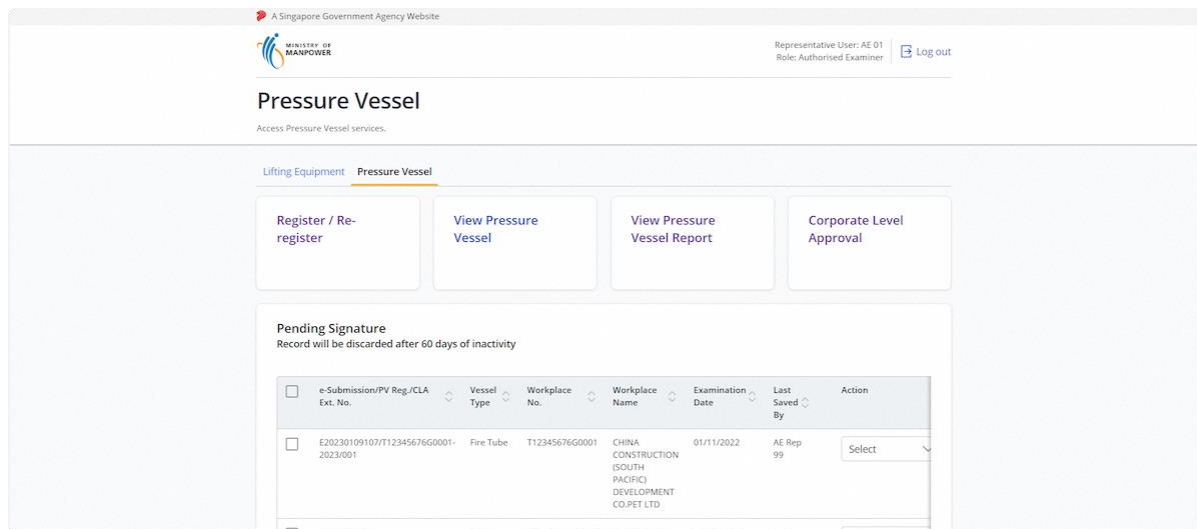 A Singapore Government Agency Website
MINISTRY OF
MANPOWER
Representative User: AE 01
Role: Authorised Examiner
Log out
Pressure Vessel
Access Pressure Vessel services.
Lifting Equipment
Pressure Vessel
Register / Re-
register
View Pressure
Vessel
View Pressure
Vessel Report
Corporate Level
Approval
Pending Signature
Record will be discarded after 60 days of inactivity
e-Submission/PV Reg./CLA
Ext. No.
Vessel
Type
Workplace
No.
Workplace
Name
Examination
Date
Last
Saved
By
Action
E20230109107/T12345676G0001-
2023/001
Fire Tube
T12345676G0001
CHINA
CONSTRUCTION
(SOUTH
PACIFIC)
DEVELOPMENT
CO.PET LTD
01/11/2022
AE Rep
99
Select